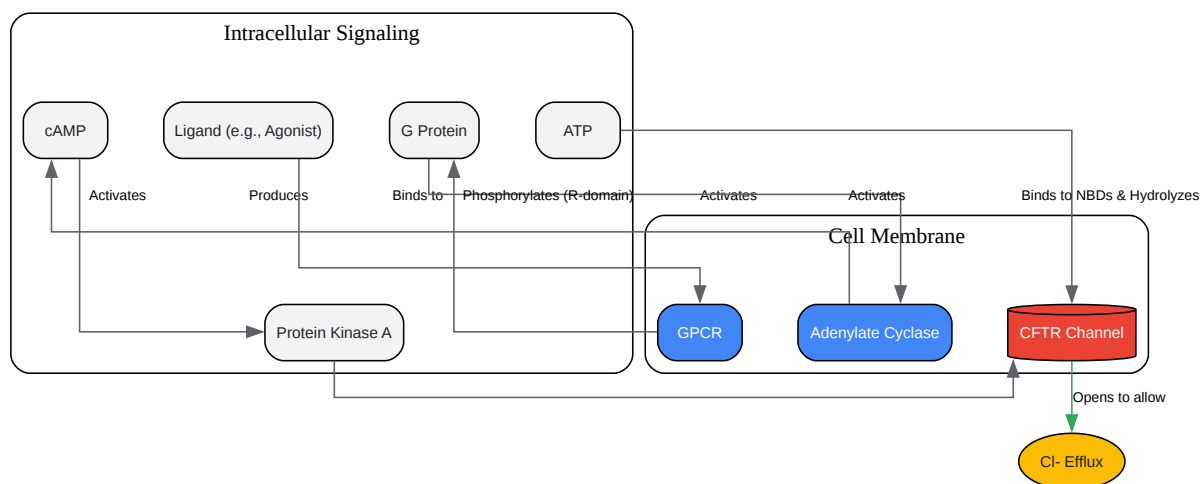 Intracellular Signaling
cAMP
Ligand (e.g., Agonist)
G Protein
ATP
Activates
Produces
Binds to
Phosphorylates (R-domain)
Activates
Activates
Binds to NBDs & Hydrolyzes
Cell Membrane
Protein Kinase A
GPCR
Adenylate Cyclase
CFTR Channel
Opens to allow
Cl- Efflux